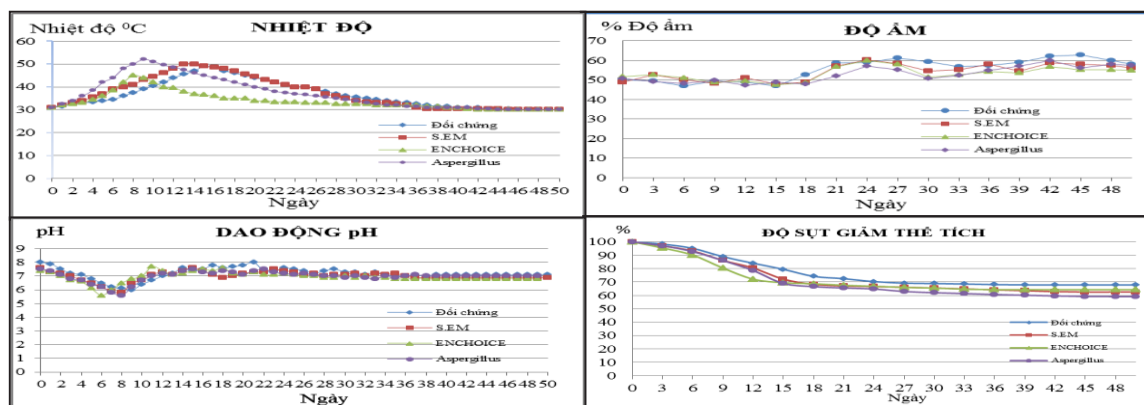 NHIỆT ĐỘ
Nhiệt độ ⁰C
60
50
40
30
20
10
0
Đối chứng
S.EM
ENCHOICE
Aspergillus
0 2 4 6 8 10 12 14 16 18 20 22 24 26 28 30 32 34 36 38 40 42 44 46 48 50
Ngày
ĐỘ ẨM
% Độ ẩm
70
60
50
40
30
20
10
0
Đối chứng
S.EM
ENCHOICE
Aspergillus
0 3 6 9 12 15 18 21 24 27 30 33 36 39 42 45 48
Ngày
DAO ĐỘNG pH
pH
9
8
7
6
5
4
3
2
1
0
Đối chứng
S.EM
ENCHOICE
Aspergillus
0 2 4 6 8 10 12 14 16 18 20 22 24 26 28 30 32 34 36 38 40 42 44 46 48 50
Ngày
ĐỘ SỤT GIẢM THỂ TÍCH
%
100
90
80
70
60
50
40
30
20
10
0
Đối chứng
S.EM
ENCHOICE
Aspergillus
0 3 6 9 12 15 18 21 24 27 30 33 36 39 42 45 48
Ngày